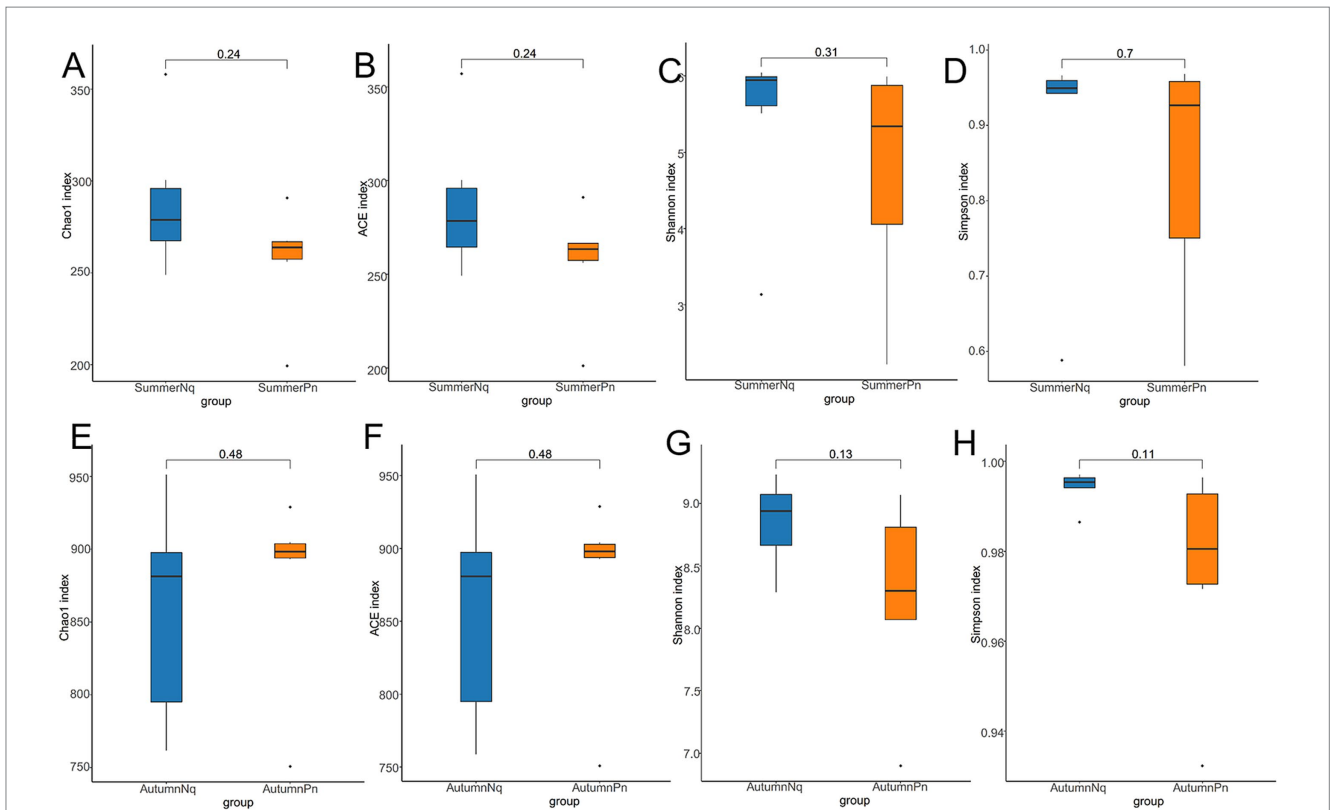 A
0.24
350
300
250
200
Chao1 index
SummerNq SummerPn
group
B
0.24
350
300
250
200
ACE index
SummerNq SummerPn
group
C
0.31
6
5
4
3
Shannon index
SummerNq SummerPn
group
D
0.7
1.0
0.9
0.8
0.7
0.6
Simpson index
SummerNq SummerPn
group
E
0.48
950
900
850
800
750
Chao1 index
AutumnNq AutumnPn
group
F
0.48
950
900
850
800
750
ACE index
AutumnNq AutumnPn
group
G
0.13
9.0
8.5
8.0
7.5
7.0
Shannon index
AutumnNq AutumnPn
group
H
0.11
1.00
0.98
0.96
0.94
Simpson index
AutumnNq AutumnPn
group